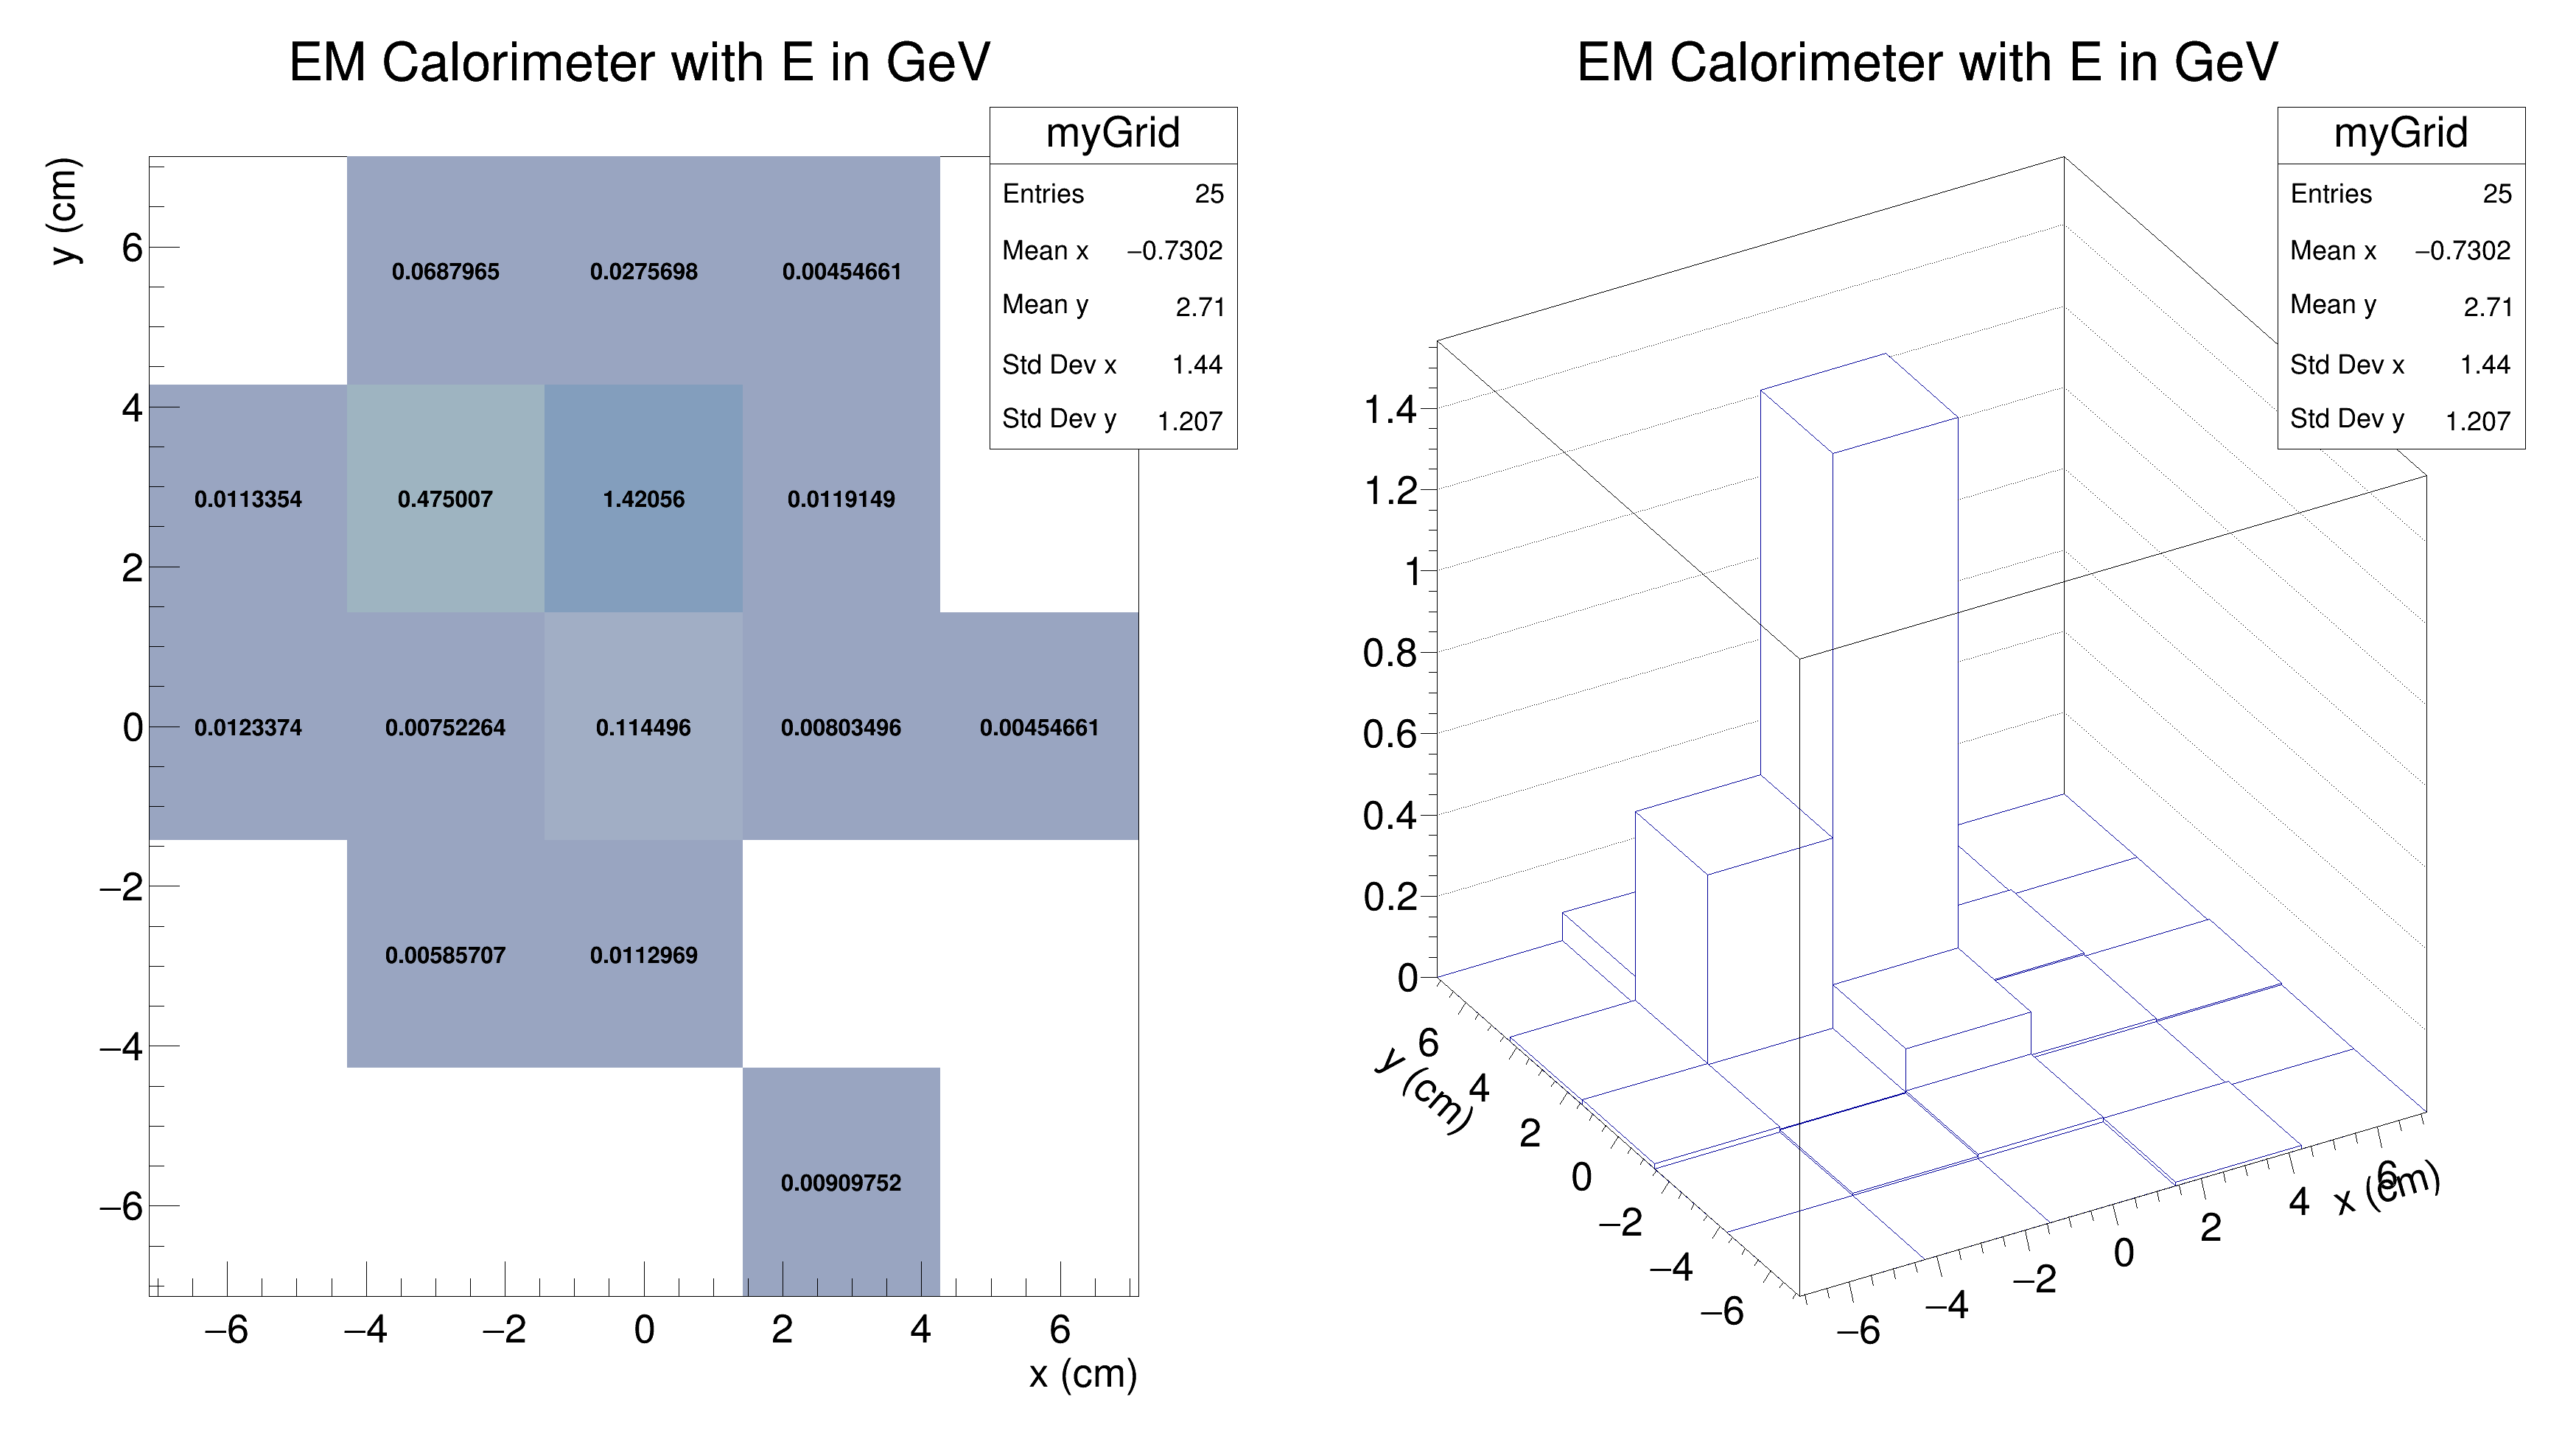 EM Calorimeter with E in GeV
y (cm)
myGrid
Entries 25
Mean x −0.7302
Mean y 2.71
Std Dev x 1.44
Std Dev y 1.207
6
4
2
0
−2
−4
−6
0.0687965 0.0275698 0.00454661
0.0113354 0.475007 1.42056 0.0119149
0.0123374 0.00752264 0.114496 0.00803496 0.00454661
0.00585707 0.0112969
0.00909752
−6 −4 −2 0 2 4 6
x (cm)
EM Calorimeter with E in GeV
myGrid
Entries 25
Mean x −0.7302
Mean y 2.71
Std Dev x 1.44
Std Dev y 1.207
1.4
1.2
1
0.8
0.6
0.4
0.2
0
y (cm)
6
4
2
0
−2
−4
−6
−6 −4 −2 0 2 4 6
x (cm)